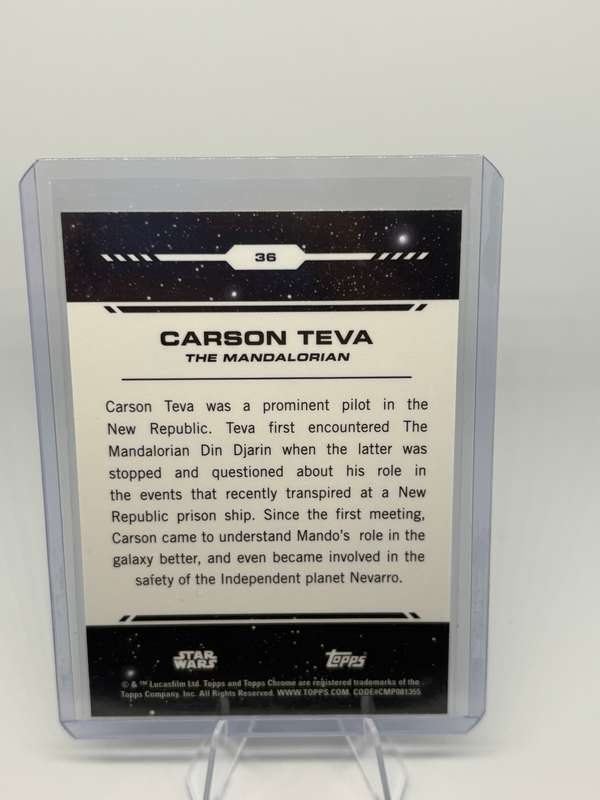 36
CARSON TEVA
THE MANDALORIAN
Carson Teva was a prominent pilot in the
New Republic. Teva first encountered The
Mandalorian Din Djarin when the latter was
stopped and questioned about his role in
the events that recently transpired at a New
Republic prison ship. Since the first meeting,
Carson came to understand Mando's role in the
galaxy better, and even became involved in the
safety of the Independent planet Nevarro.
STAR WARS
topps
© & ™ Lucasfilm Ltd. Topps and Topps Chrome are registered trademarks of the
Topps Company, Inc. All Rights Reserved. WWW.TOPPS.COM. CODE#CMP081355